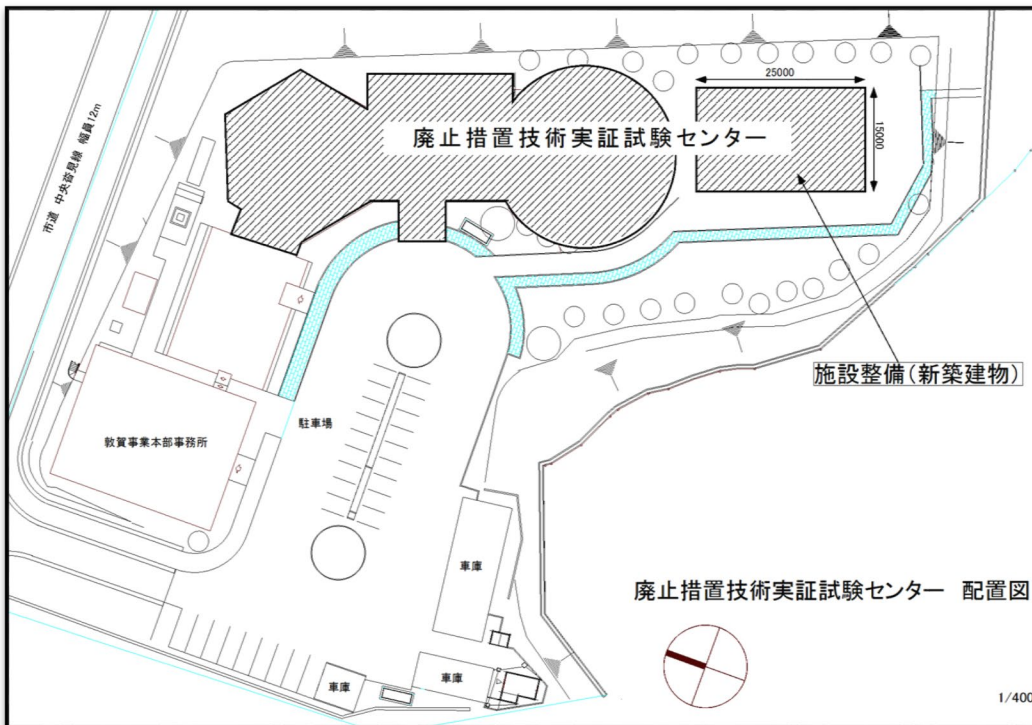 25000
15000
廃止措置技術実証試験センター
市道 中央沓見線 幅員12m
施設整備(新築建物)
駐車場
敦賀事業本部事務所
車庫
廃止措置技術実証試験センター 配置図
車庫
車庫
1/400